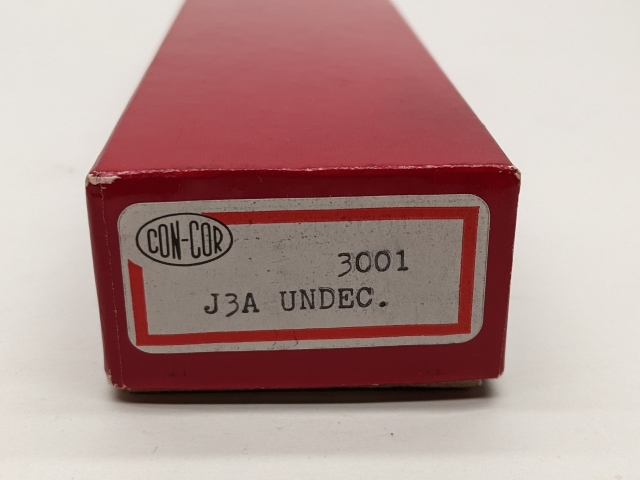 CON-COR
3001
J3A UNDEC.